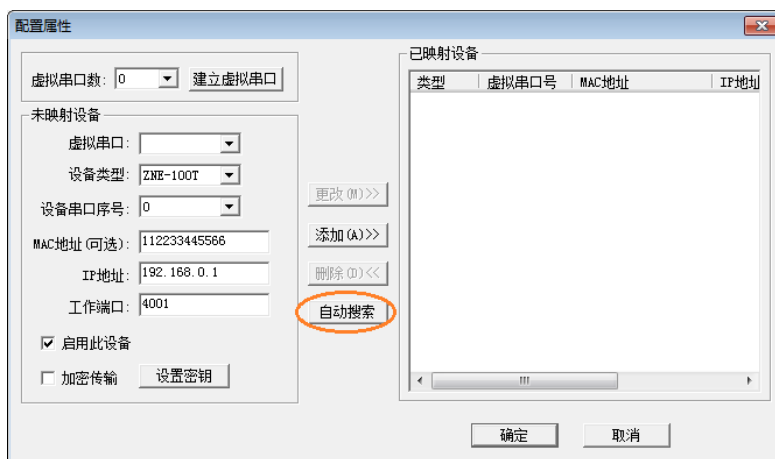 配置属性
虚拟串口数: 0 建立虚拟串口
未映射设备
虚拟串口:
设备类型: ZNE-100T
设备串口序号: 0
MAC地址(可选): 112233445566
IP地址: 192.168.0.1
工作端口: 4001
启用此设备
加密传输 设置密钥
更改(M)>>
添加(A)>>
删除(D)<<
自动搜索
已映射设备
类型 虚拟串口号 MAC地址 IP地址
确定 取消